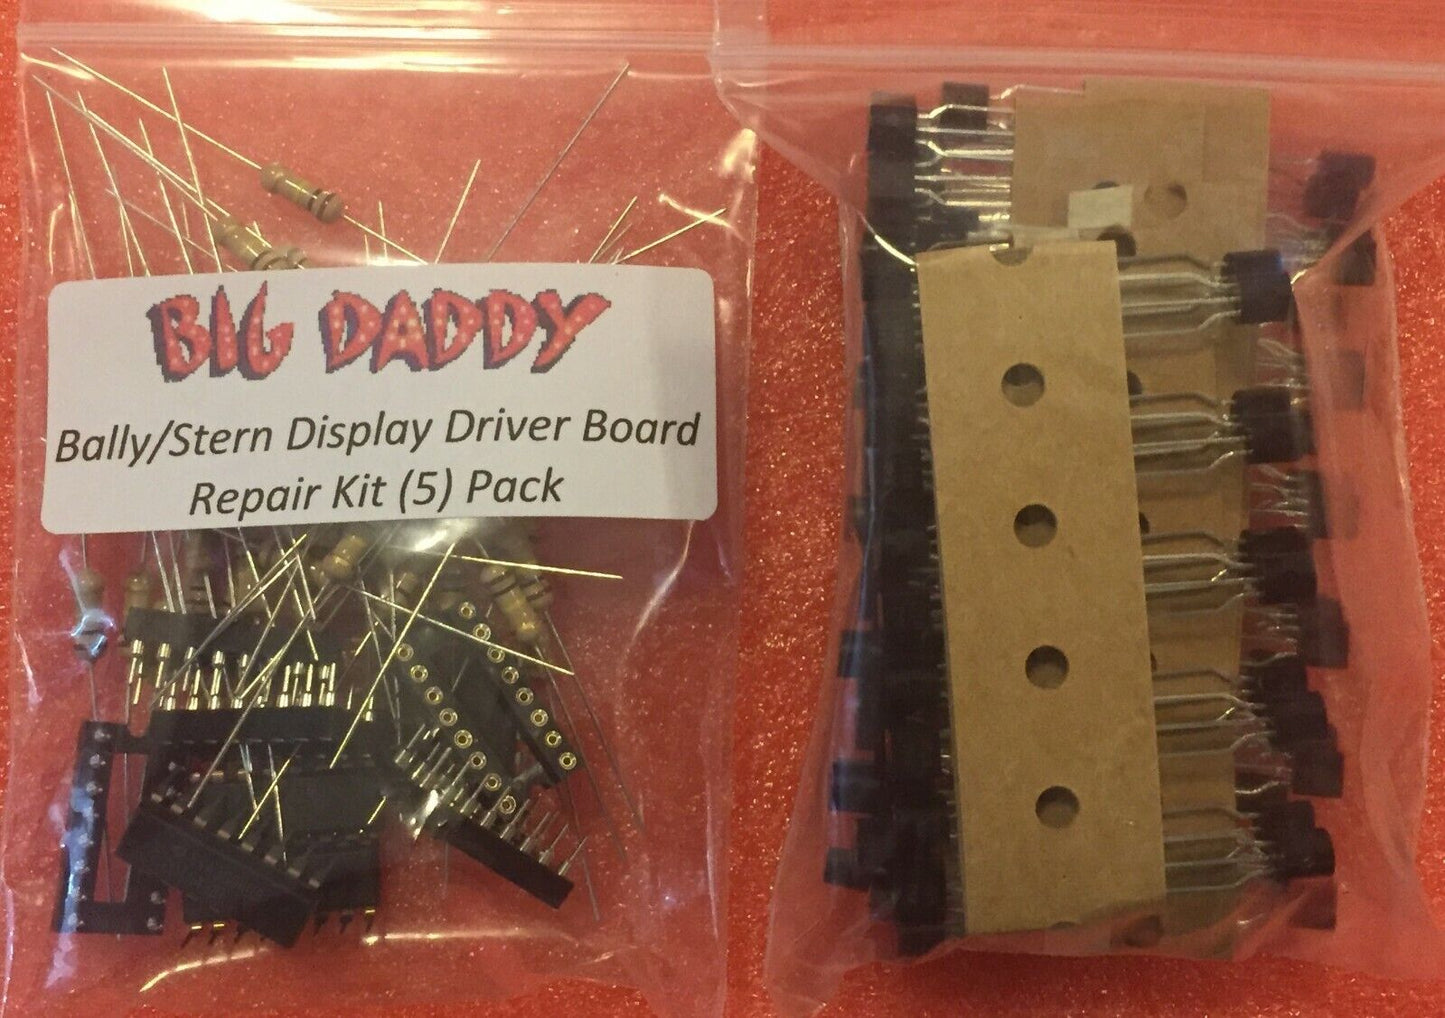 BIG DADDY
Bally/Stern Display Driver Board
Repair Kit (5) Pack